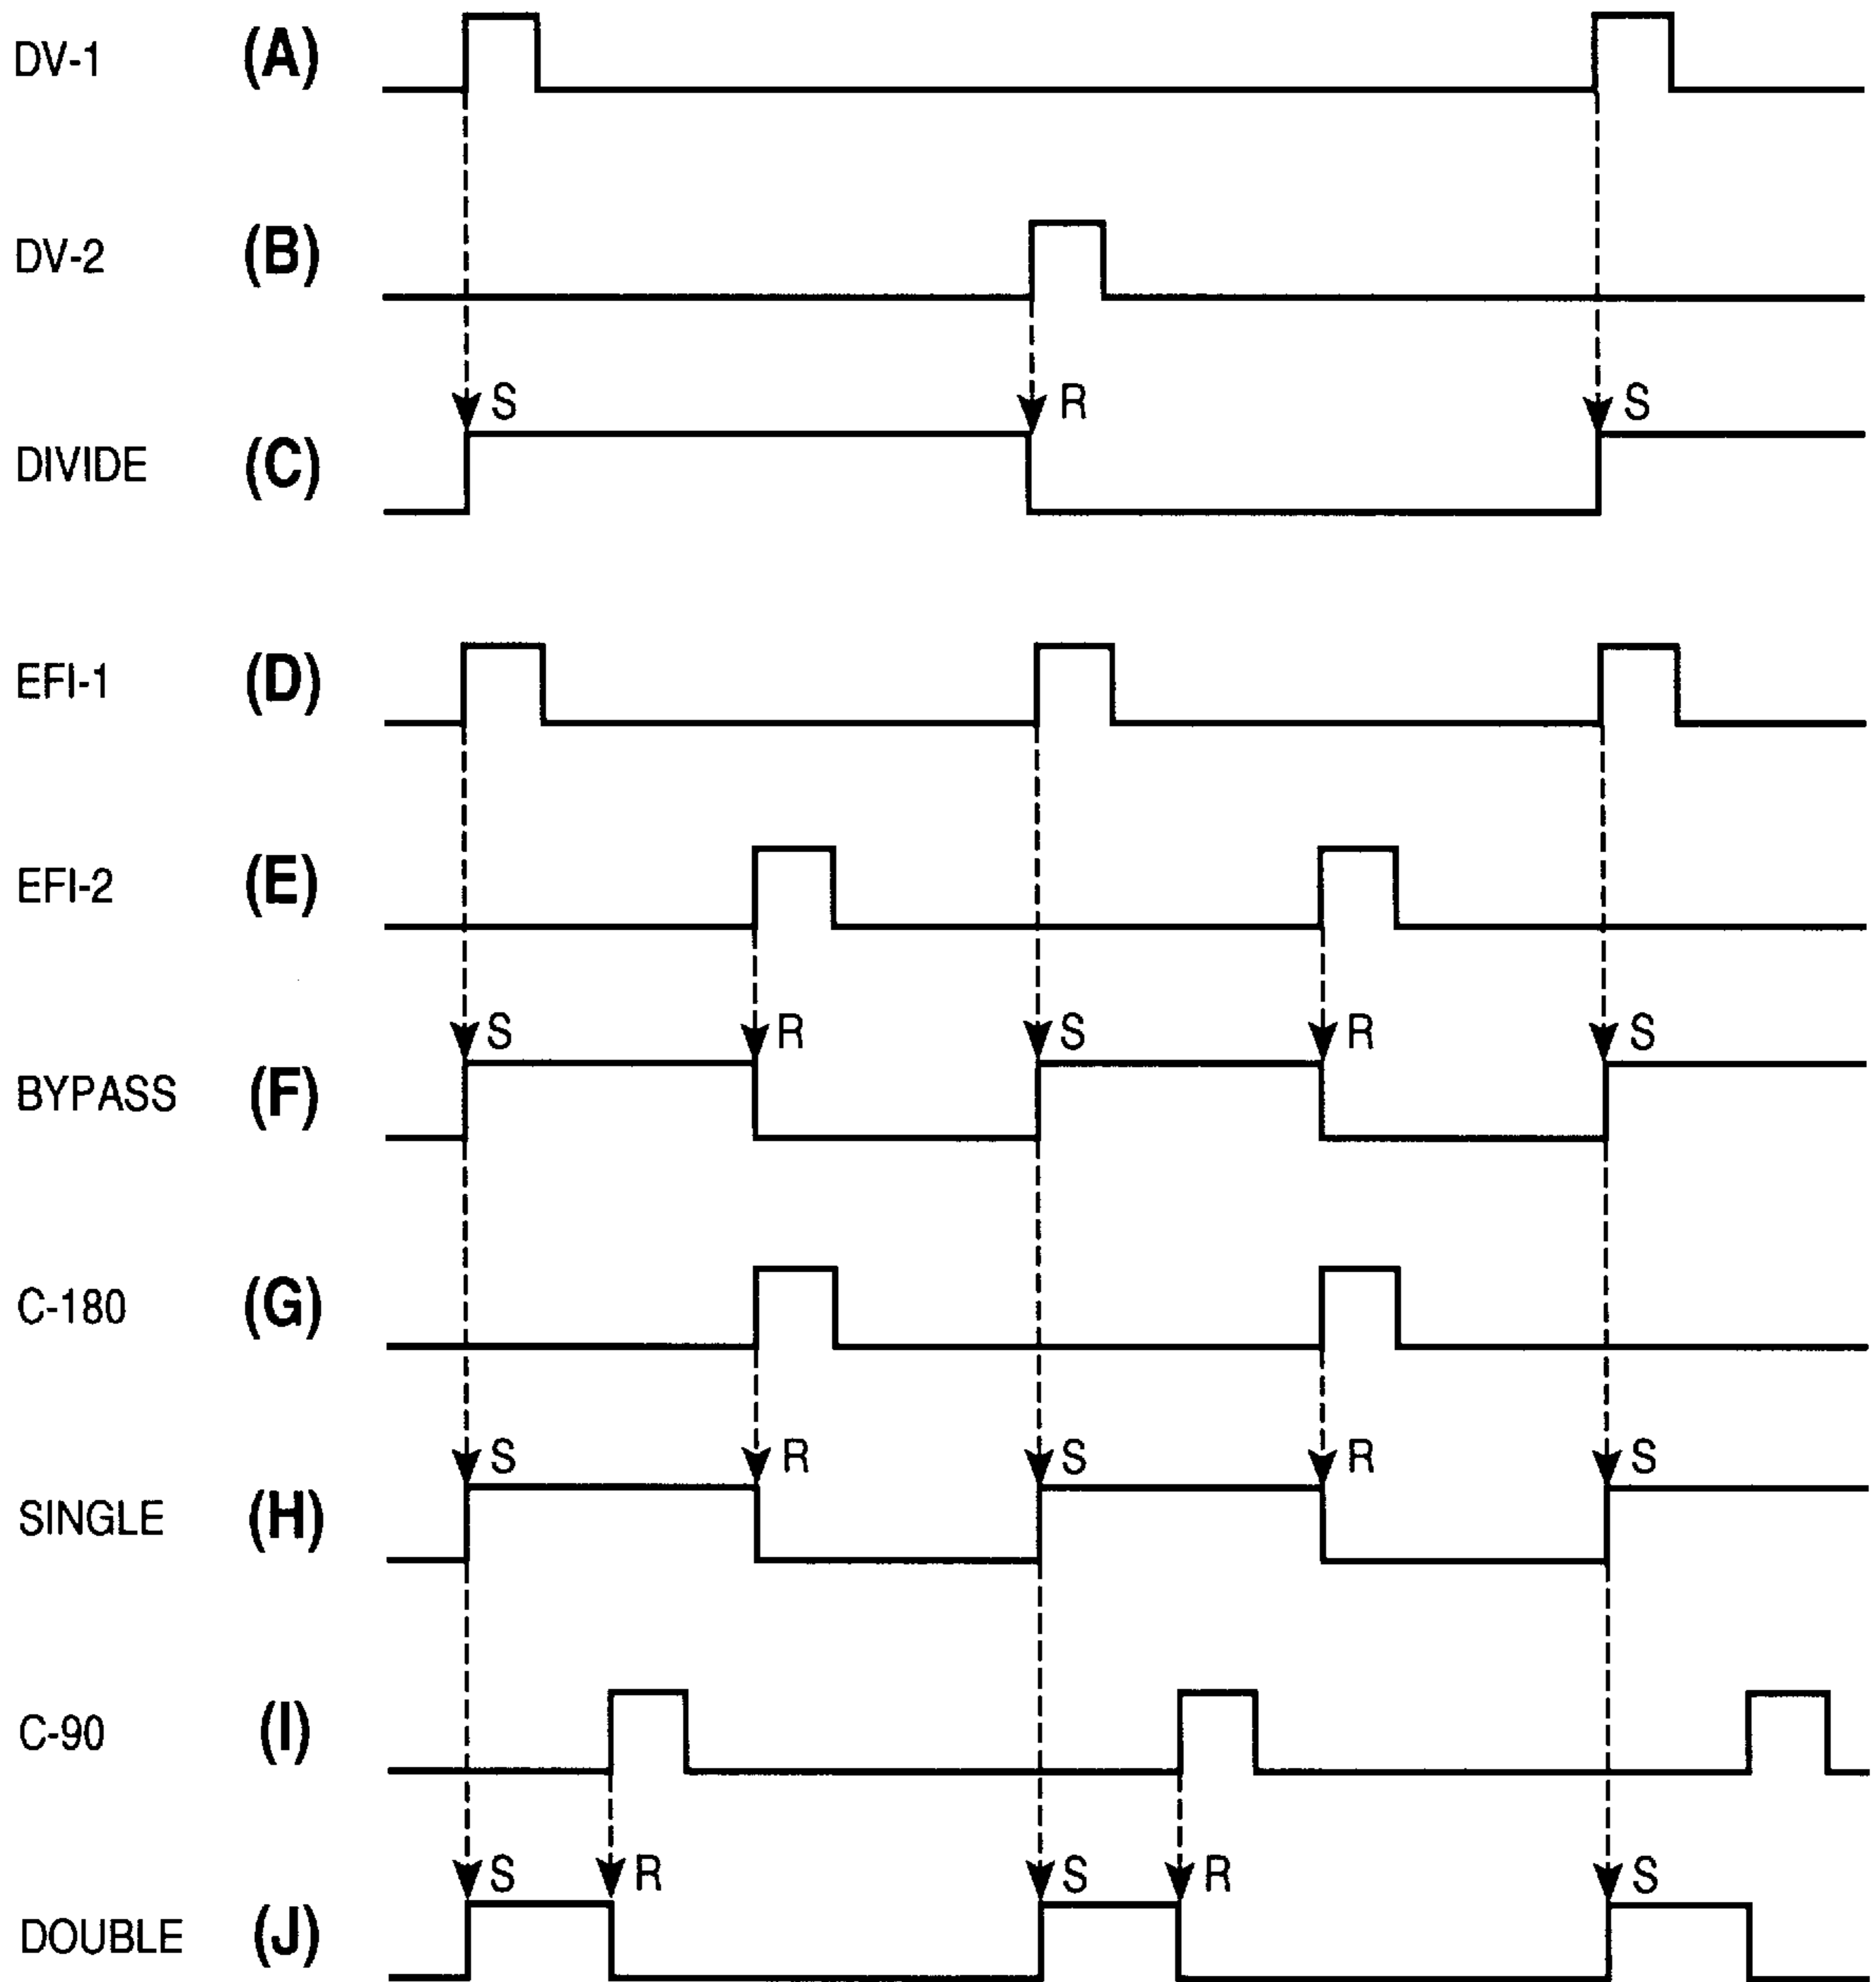 DV-1 (A)
DV-2 (B)
S R S
DIVIDE (C)
EFI-1 (D)
EFI-2 (E)
S R S R S
BYPASS (F)
C-180 (G)
S R S R S
SINGLE (H)
C-90 (I)
S R S R S
DOUBLE (J)